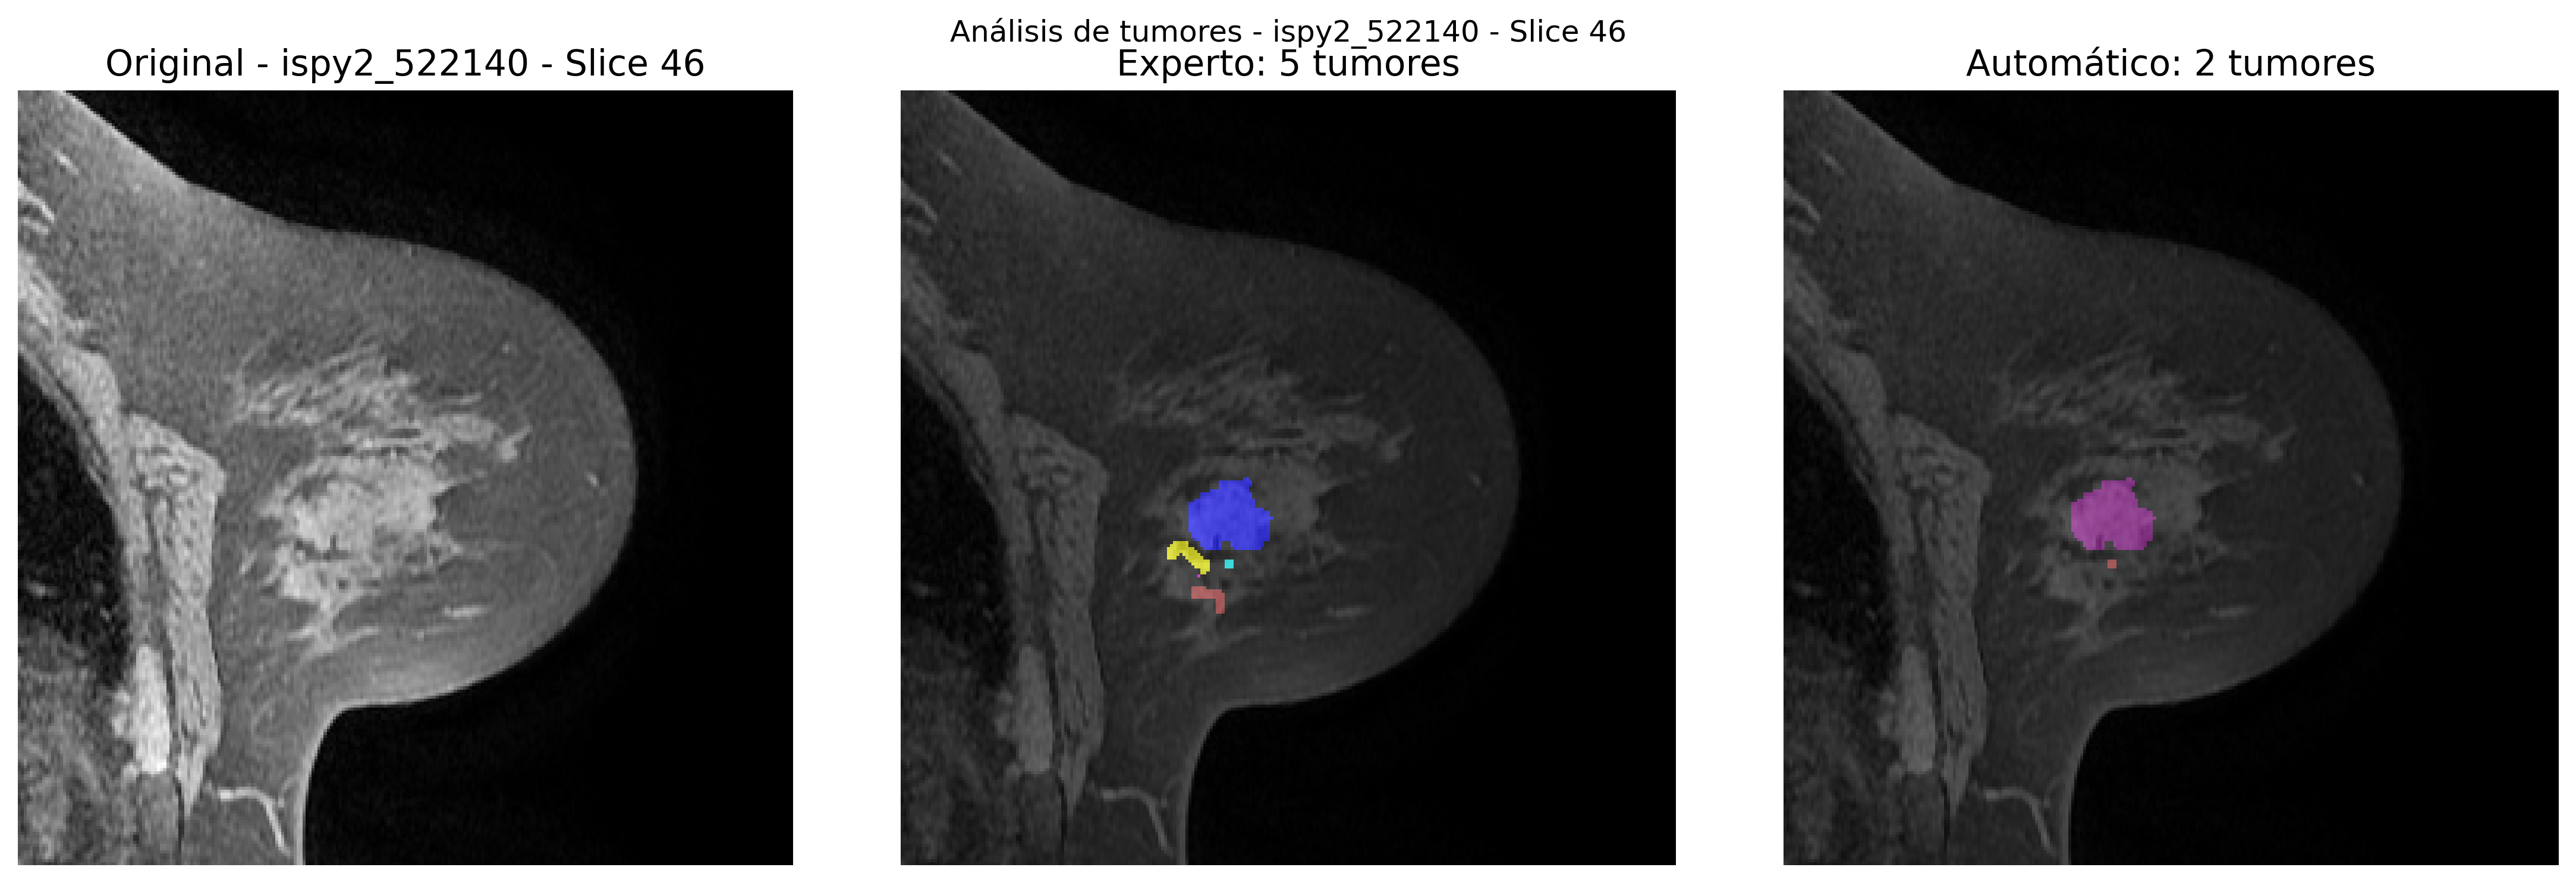 Análisis de tumores - ispy2_522140 - Slice 46
Original - ispy2_522140 - Slice 46
Experto: 5 tumores
Automático: 2 tumores